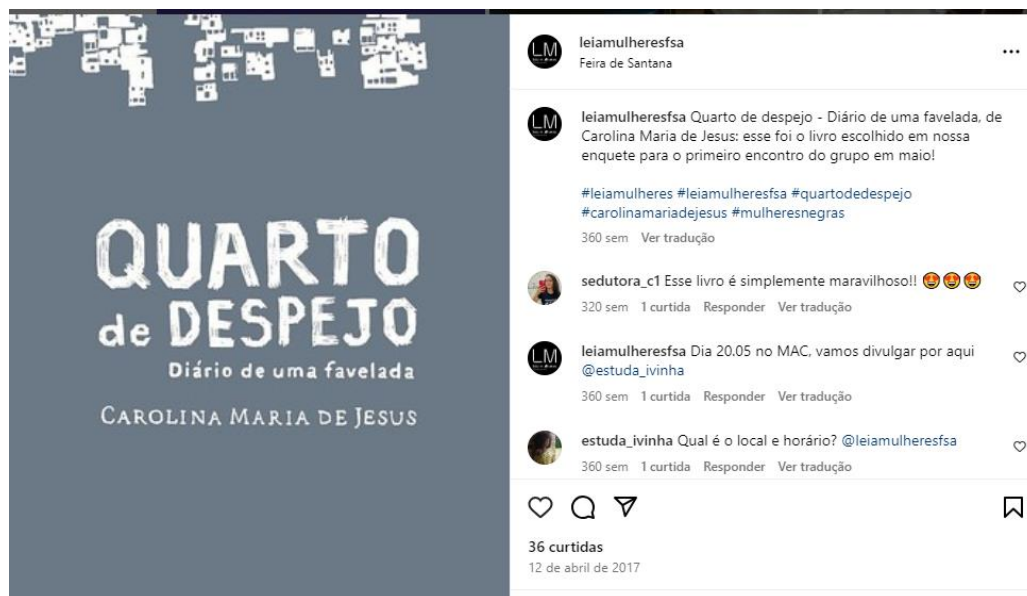 QUARTO
de DESPEJO
Diário de uma favelada
CAROLINA MARIA DE JESUS
leiamulheresfsa
Feira de Santana
leiamulheresfsa Quarto de despejo - Diário de uma favelada, de
Carolina Maria de Jesus: esse foi o livro escolhido em nossa
enquete para o primeiro encontro do grupo em maio!
#leiamulheres #leiamulheresfsa #quartodedespejo
#carolinamariadejesus #mulheresnegras
360 sem Ver tradução
sedutora_c1 Esse livro é simplemente maravilhoso!! 🤩🤩🤩
320 sem 1 curtida Responder Ver tradução
leiamulheresfsa Dia 20.05 no MAC, vamos divulgar por aqui
@estuda_ivinha
360 sem 1 curtida Responder Ver tradução
estuda_ivinha Qual é o local e horário? @leiamulheresfsa
360 sem 1 curtida Responder Ver tradução
36 curtidas
12 de abril de 2017